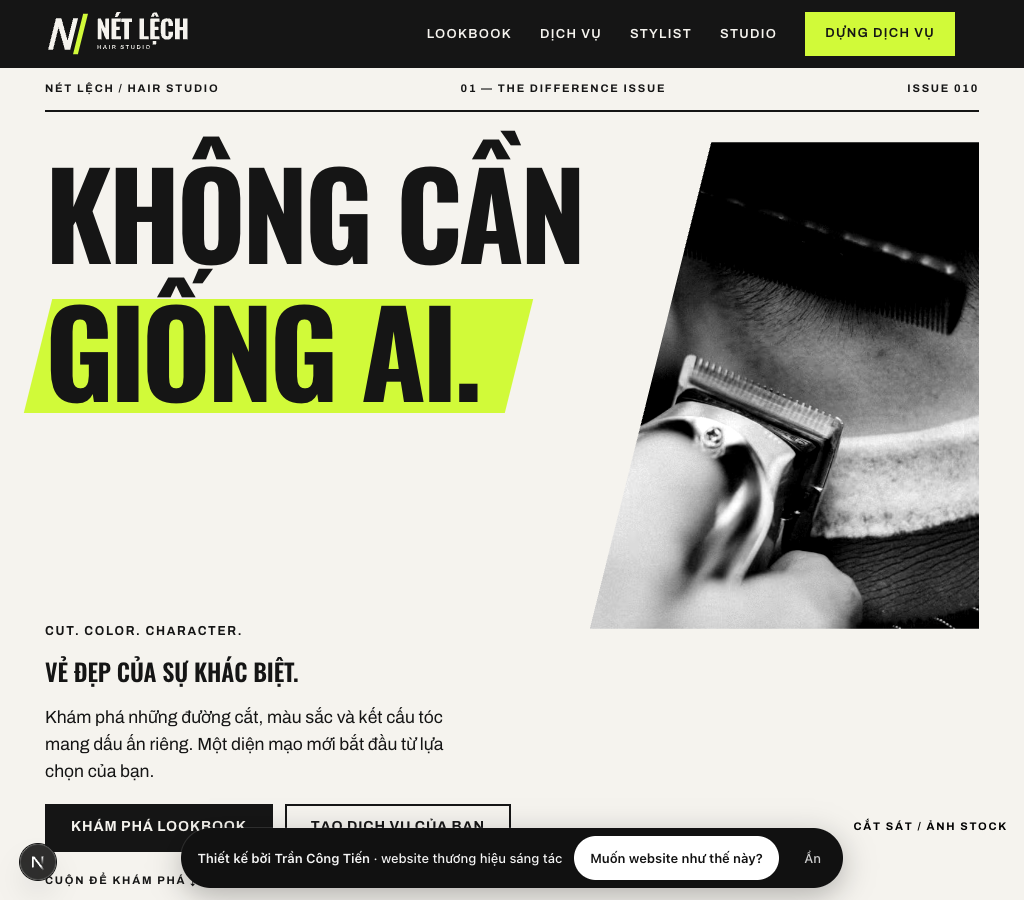 NÉT LỆCH
HAIR STUDIO
LOOKBOOK
DỊCH VỤ
STYLIST
STUDIO
DỰNG DỊCH VỤ
NÉT LỆCH / HAIR STUDIO
01 — THE DIFFERENCE ISSUE
ISSUE 010
KHÔNG CẦN
GIỐNG AI.
CUT. COLOR. CHARACTER.
VẺ ĐẸP CỦA SỰ KHÁC BIỆT.
Khám phá những đường cắt, màu sắc và kết cấu tóc
mang dấu ấn riêng. Một diện mạo mới bắt đầu từ lựa
chọn của bạn.
KHÁM PHÁ LOOKBOOK
TẠO DỊCH VỤ CỦA BẠN
CẮT SÁT / ẢNH STOCK
Thiết kế bởi Trần Công Tiến · website thương hiệu sáng tác
Muốn website như thế này?
Ẩn
N
CUỘN ĐỂ KHÁM PHÁ